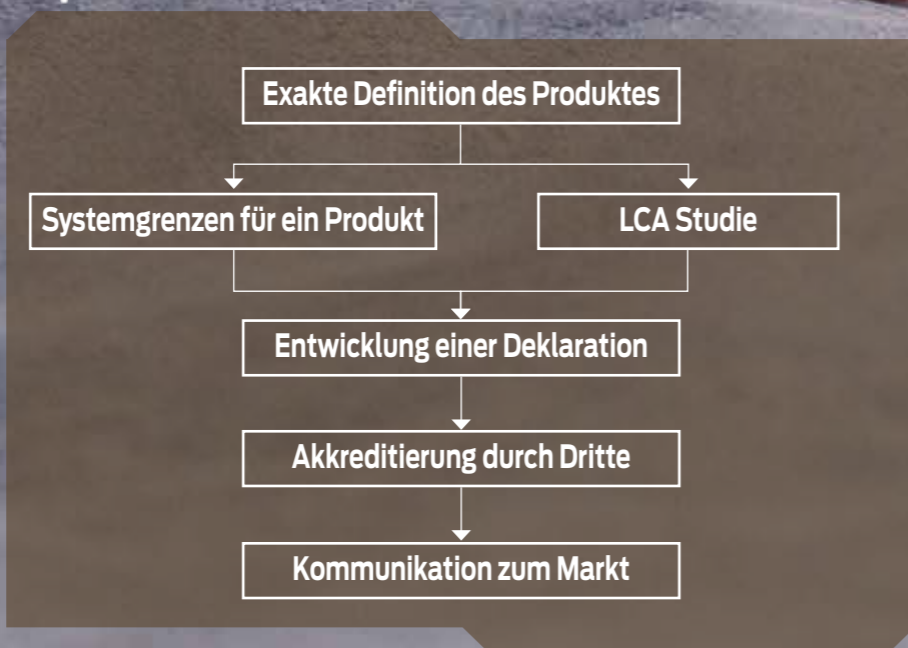 Exakte Definition des Produktes
Systemgrenzen für ein Produkt
LCA Studie
Entwicklung einer Deklaration
Akkreditierung durch Dritte
Kommunikation zum Markt